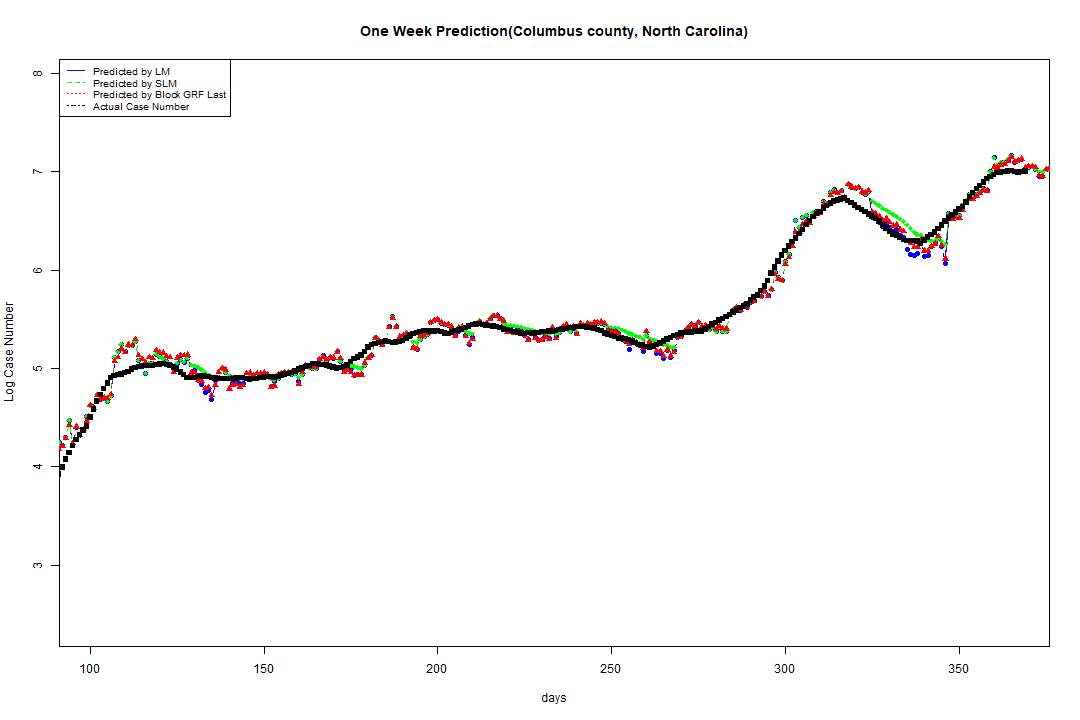 One Week Prediction(Columbus county, North Carolina)
Predicted by LM
Predicted by SLM
Predicted by Block GRF Last
Actual Case Number
8
7
6
5
4
3
Log Case Number
100 150 200 250 300 350
days